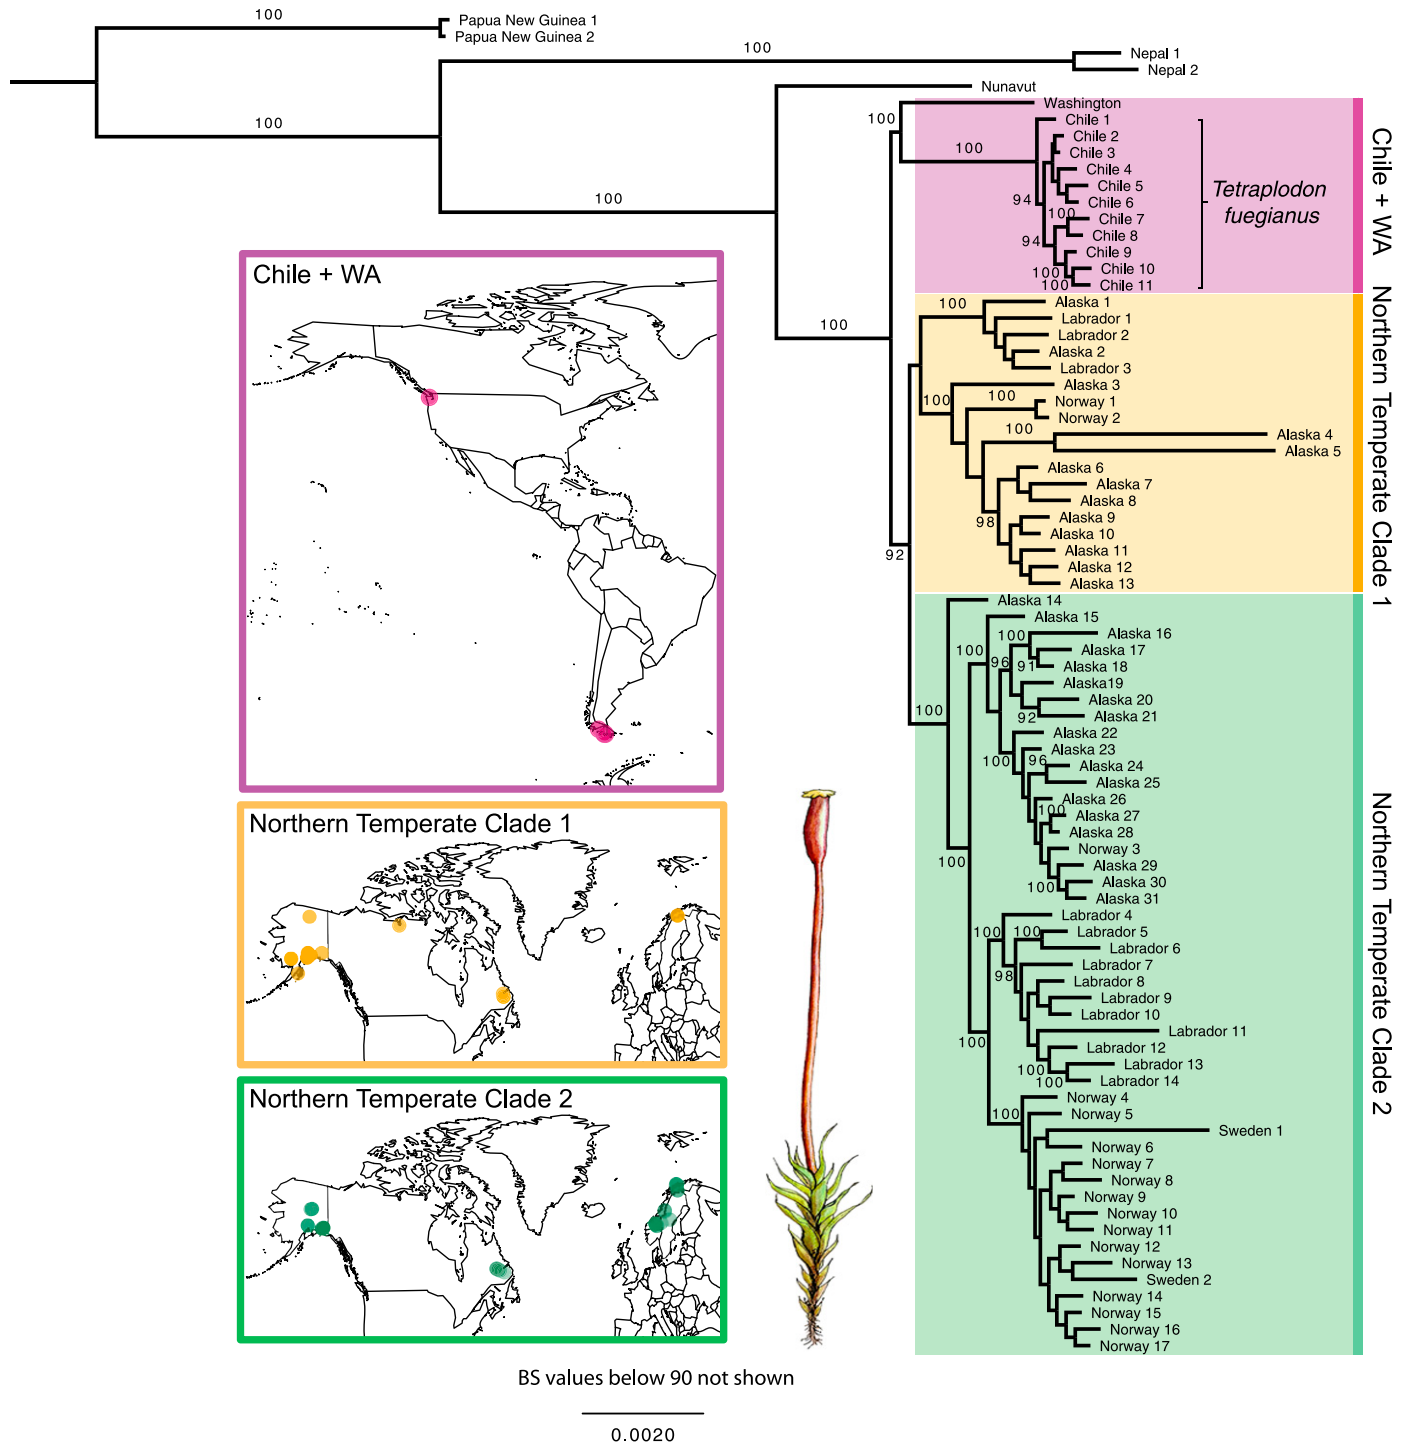 100
Papua New Guinea 1
Papua New Guinea 2
100
Nepal 1
Nepal 2
100
Nunavut
100
Washington
100
Chile 1
Chile 2
Chile 3
Chile 4
Chile 5
Chile 6
94
100
Chile 7
Chile 8
94
Chile 9
100
Chile 10
100
Chile 11
Tetraplodon
fuegianus
Chile + WA
100
100
Alaska 1
Labrador 1
Labrador 2
Alaska 2
Labrador 3
Alaska 3
100
100
Norway 1
Norway 2
100
Alaska 4
Alaska 5
Alaska 6
Alaska 7
Alaska 8
98
Alaska 9
Alaska 10
Alaska 11
Alaska 12
Alaska 13
Northern Temperate Clade 1
92
Alaska 14
Alaska 15
100
100
Alaska 16
Alaska 17
96
91
Alaska 18
Alaska19
Alaska 20
92
Alaska 21
100
Alaska 22
Alaska 23
100
96
Alaska 24
Alaska 25
Alaska 26
100
Alaska 27
Alaska 28
Norway 3
100
Alaska 29
Alaska 30
100
Alaska 31
Labrador 4
100
100
Labrador 5
Labrador 6
Labrador 7
98
Labrador 8
Labrador 9
Labrador 10
Labrador 11
100
Labrador 12
Labrador 13
100
100
Labrador 14
Norway 4
100
Norway 5
Sweden 1
Norway 6
Norway 7
Norway 8
Norway 9
Norway 10
Norway 11
Norway 12
Norway 13
Sweden 2
Norway 14
Norway 15
Norway 16
Norway 17
Northern Temperate Clade 2
Chile + WA
Northern Temperate Clade 1
Northern Temperate Clade 2
BS values below 90 not shown
0.0020